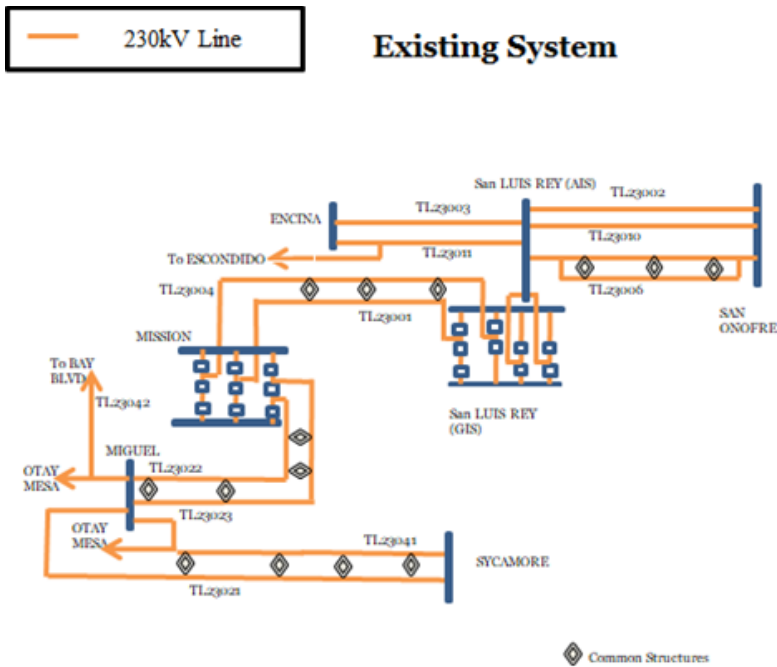 230kV Line
Existing System
San LUIS REY (AIS)
TL23002
TL23003
ENCINA
TL23010
TL23011
To ESCONDIDO
TL23004
TL23006
TL23001
SAN
ONOFRE
MISSION
To BAY
BLVD
TL23042
San LUIS REY
(GIS)
MIGUEL
OTAY
MESA
TL23022
TL23023
OTAY
MESA
TL23041
SYCAMORE
TL23021
Common Structures